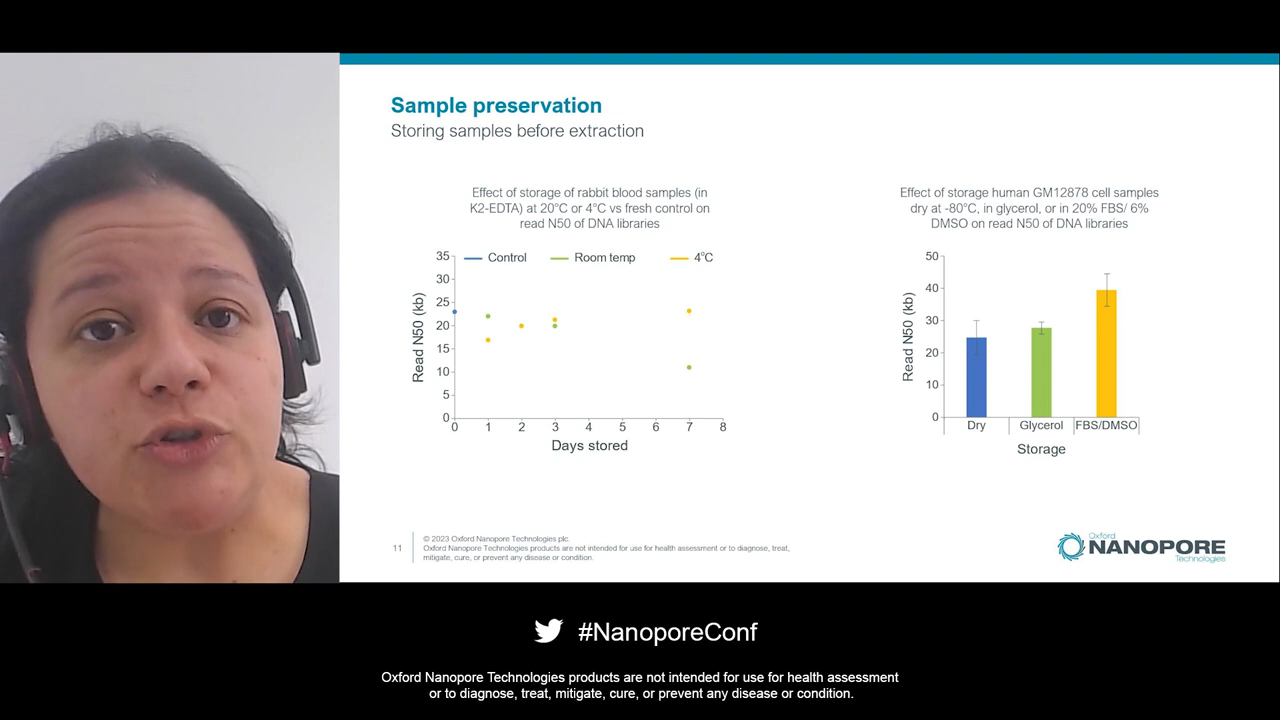 Sample preservation
Storing samples before extraction
Effect of storage of rabbit blood samples (in
K2-EDTA) at 20°C or 4°C vs fresh control on
read N50 of DNA libraries
Control Room temp 4°C
Read N50 (kb)
35
30
25
20
15
10
5
0
0 1 2 3 4 5 6 7 8
Days stored
Effect of storage human GM12878 cell samples
dry at -80°C, in glycerol, or in 20% FBS/ 6%
DMSO on read N50 of DNA libraries
Read N50 (kb)
50
40
30
20
10
0
Dry Glycerol FBS/DMSO
Storage
11
© 2023 Oxford Nanopore Technologies plc.
Oxford Nanopore Technologies products are not intended for use for health assessment or to diagnose, treat,
mitigate, cure, or prevent any disease or condition.
Oxford
NANOPORE
Technologies
#NanoporeConf
Oxford Nanopore Technologies products are not intended for use for health assessment
or to diagnose, treat, mitigate, cure, or prevent any disease or condition.